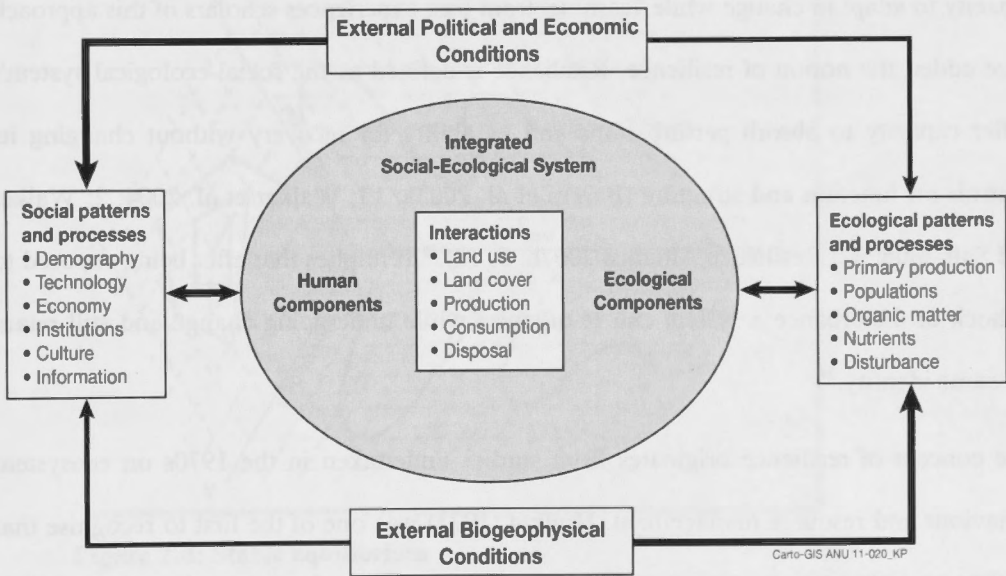 External Political and Economic
Conditions
Integrated
Social-Ecological System
Social patterns
and processes
• Demography
• Technology
• Economy
• Institutions
• Culture
• Information
Human
Components
Interactions
• Land use
• Land cover
• Production
• Consumption
• Disposal
Ecological
Components
Ecological patterns
and processes
• Primary production
• Populations
• Organic matter
• Nutrients
• Disturbance
External Biogeophysical
Conditions
Carto-GIS ANU 11-020_KP